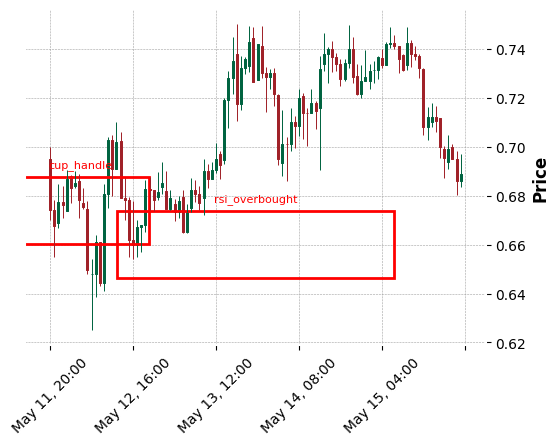 0.74
0.72
0.70
0.68
0.66
0.64
0.62
Price
cup_handle
rsi_overbought
May 11, 20:00
May 12, 16:00
May 13, 12:00
May 14, 08:00
May 15, 04:00